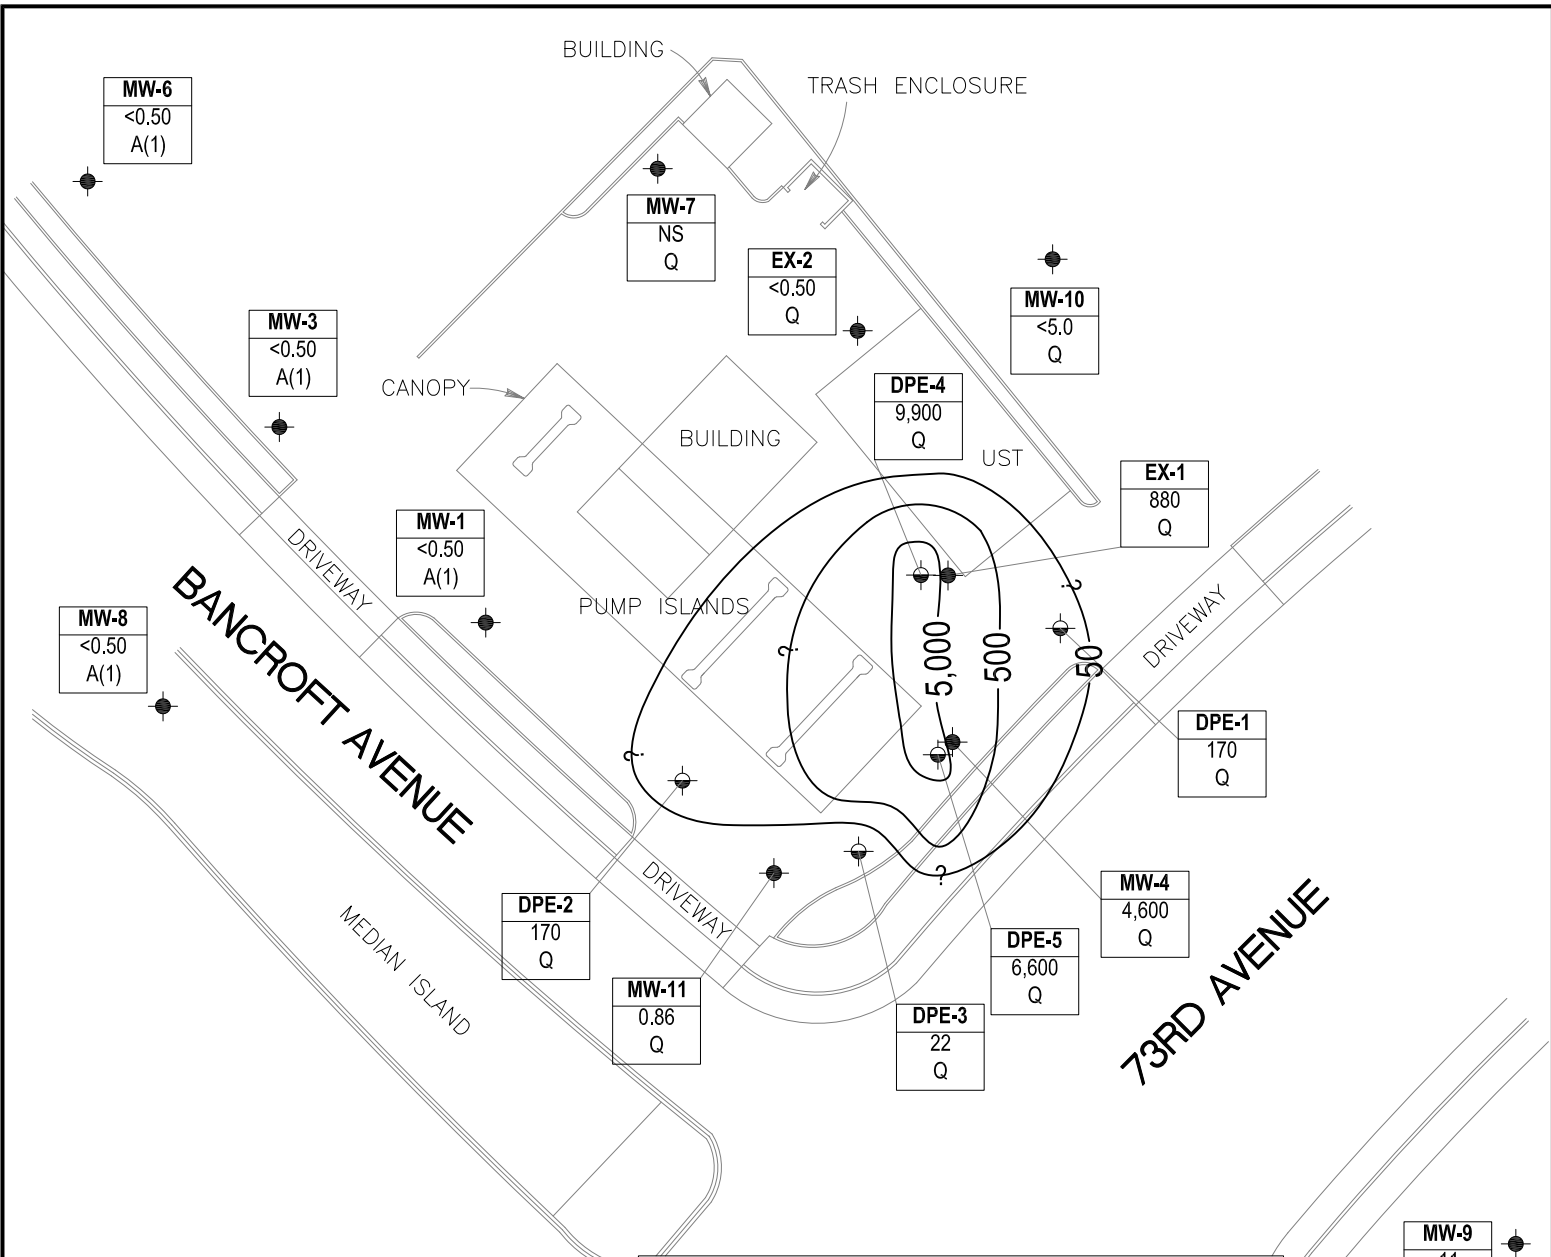 BUILDING
TRASH ENCLOSURE
MW-6
<0.50
A(1)
MW-7
NS
Q
EX-2
<0.50
Q
MW-10
<5.0
Q
MW-3
<0.50
A(1)
CANOPY
DPE-4
9,900
Q
BUILDING
UST
EX-1
880
Q
MW-1
<0.50
A(1)
DRIVEWAY
PUMP ISLANDS
MW-8
<0.50
A(1)
BANCROFT AVENUE
?
?
?
?
5,000
500
50
DRIVEWAY
DPE-1
170
Q
DRIVEWAY
MEDIAN ISLAND
DPE-2
170
Q
MW-4
4,600
Q
DPE-5
6,600
Q
MW-11
0.86
Q
DPE-3
22
Q
73RD AVENUE
MW-9